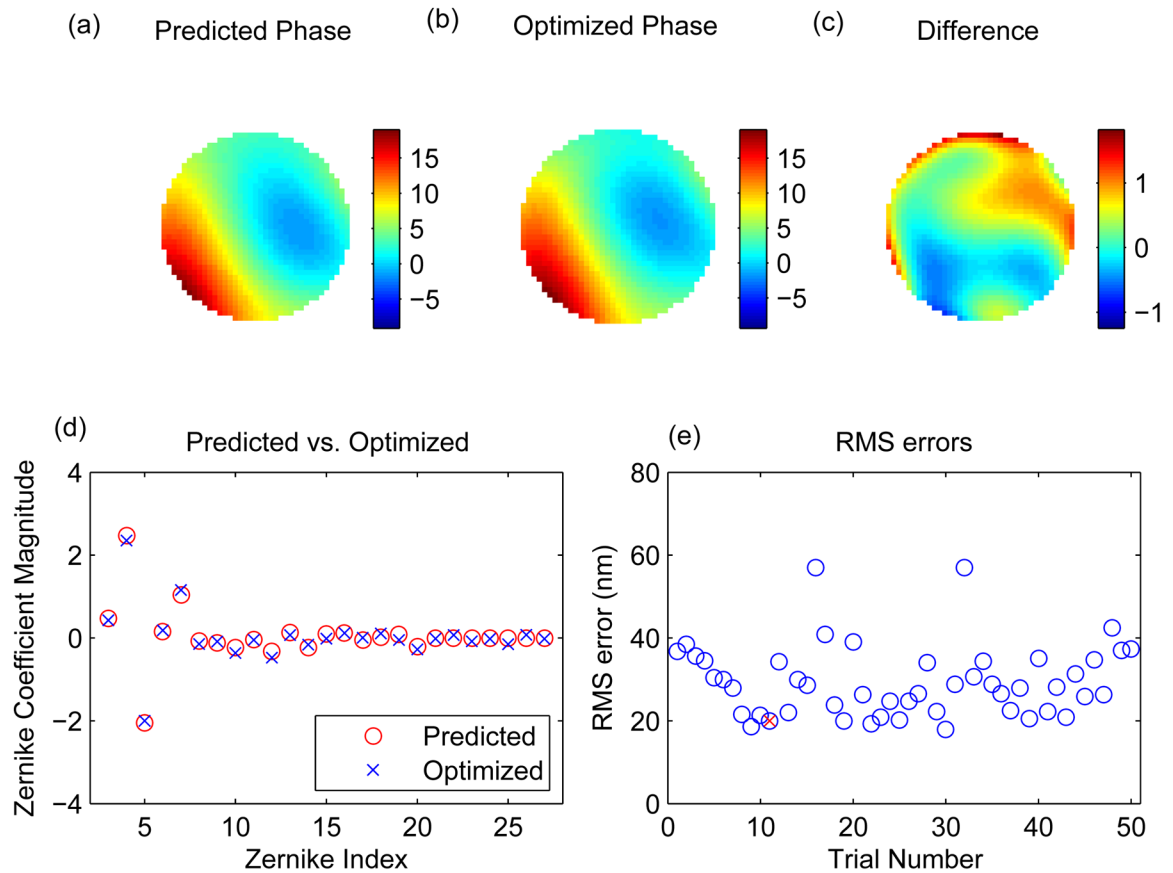 (a) Predicted Phase
(b) Optimized Phase
(c) Difference
15
10
5
0
−5
15
10
5
0
−5
1
0
−1
(d) Predicted vs. Optimized
Zernike Coefficient Magnitude
4
2
0
−2
−4
5 10 15 20 25
Zernike Index
Predicted
Optimized
(e) RMS errors
RMS error (nm)
80
60
40
20
0
0 10 20 30 40 50
Trial Number